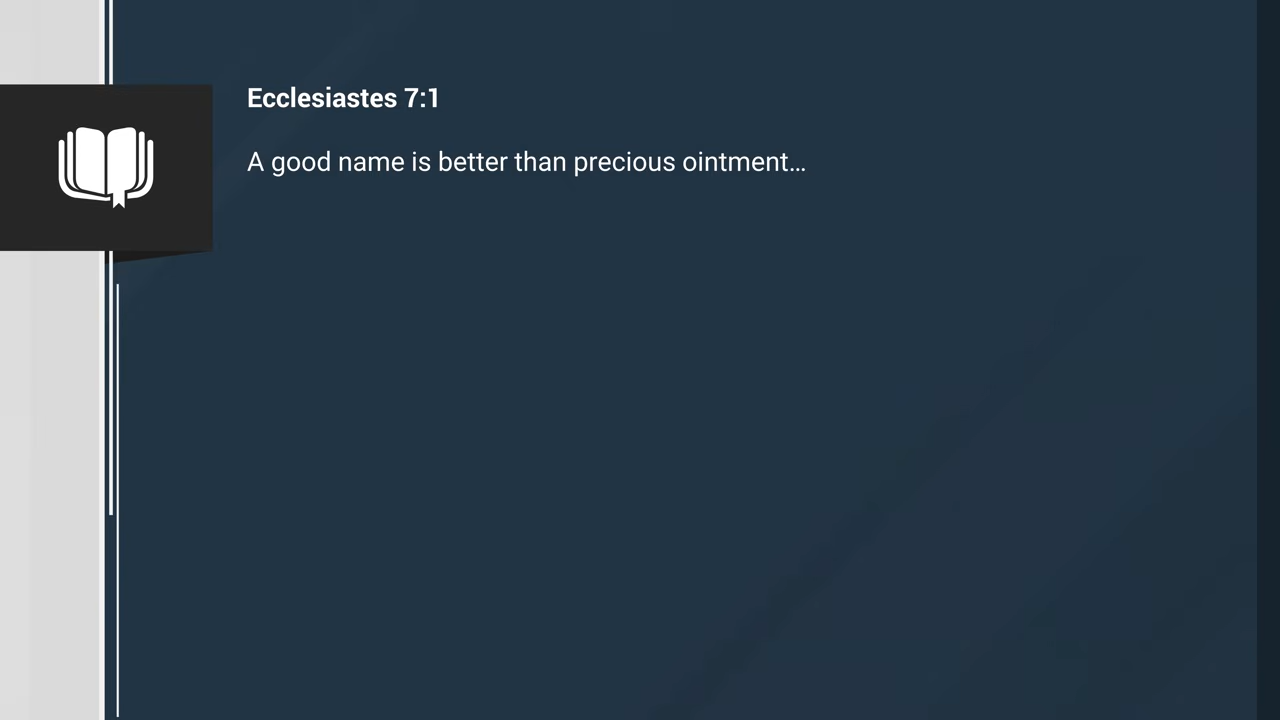 Ecclesiastes 7:1
A good name is better than precious ointment…